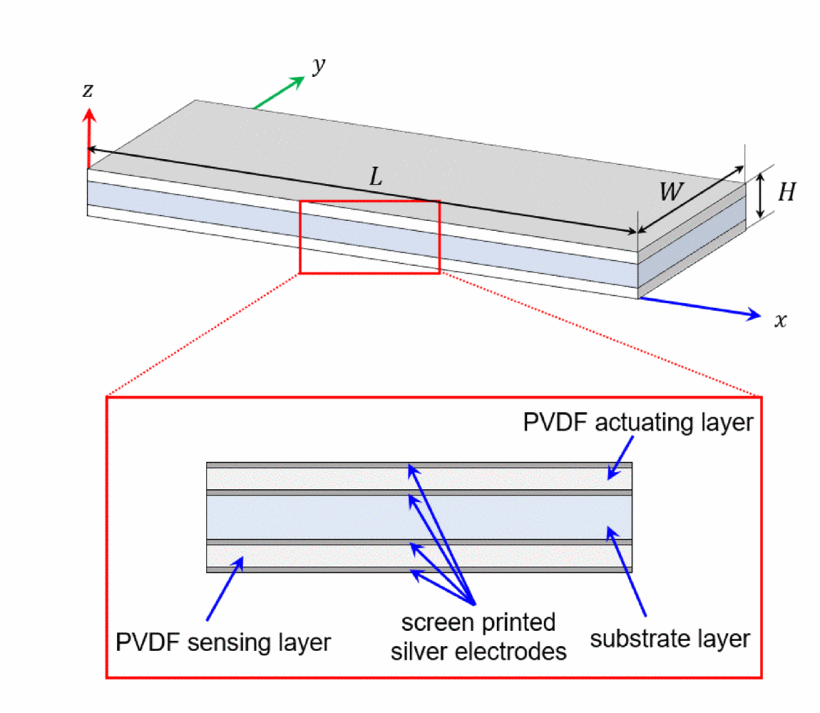 y
z
L
W
H
x
PVDF actuating layer
screen printed
silver electrodes
substrate layer
PVDF sensing layer